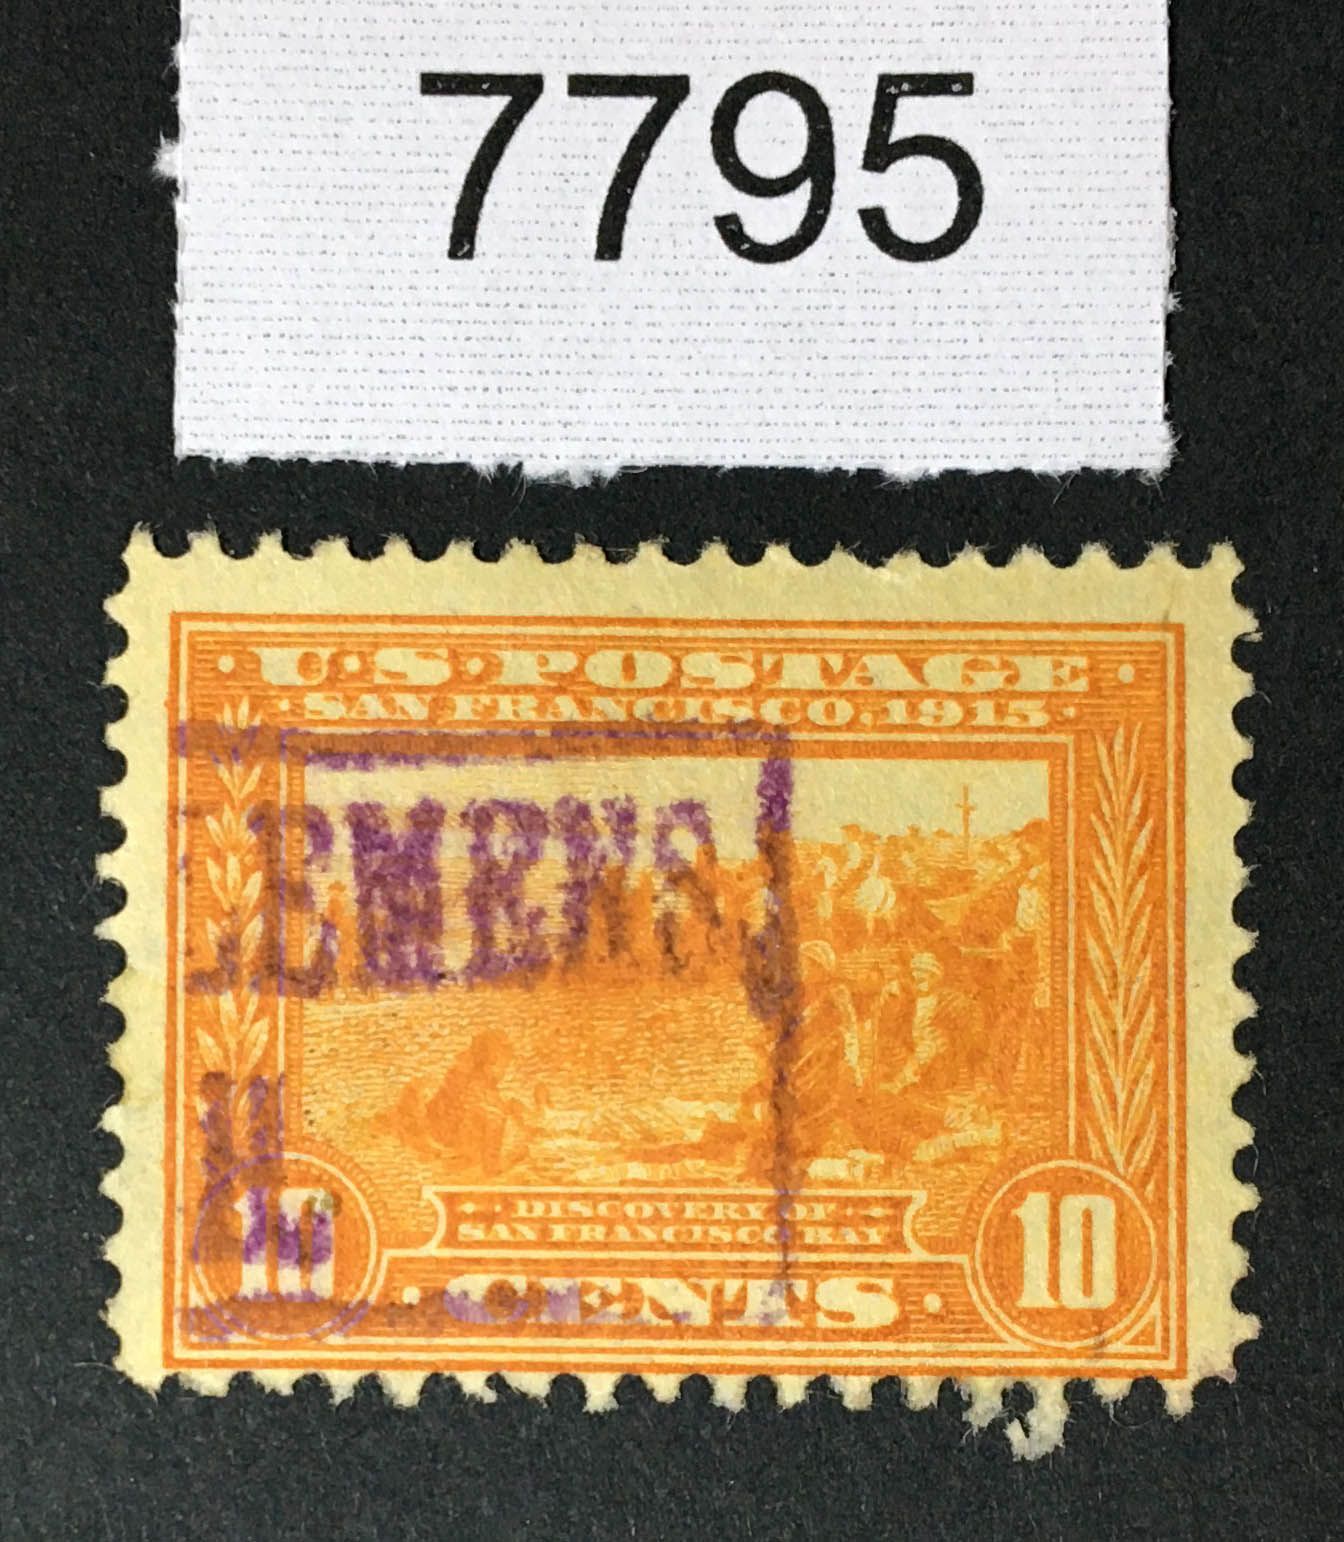 7795
· U·S·POSTAGE ·
· SAN FRANCISCO, 1915 ·
EMENS
10
DISCOVERY OF
SAN FRANCISCO BAY
10
· CENTS ·